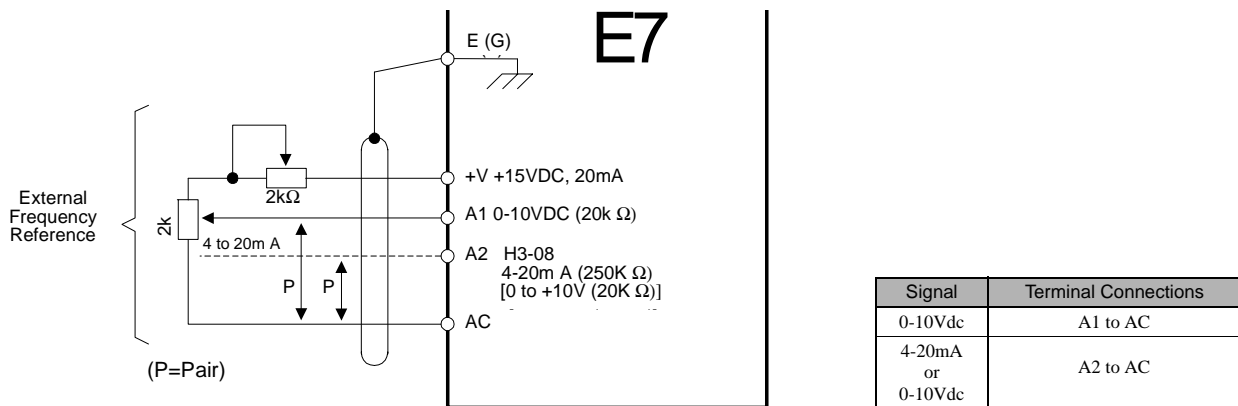 E7
E (G)
+V +15VDC, 20mA
2kΩ
External
Frequency
Reference
2k
A1 0-10VDC (20k Ω)
4 to 20m A
A2 H3-08
4-20m A (250K Ω)
[0 to +10V (20K Ω)]
P P
AC
(P=Pair)
Signal Terminal Connections
0-10Vdc A1 to AC
4-20mA
or
0-10Vdc
A2 to AC